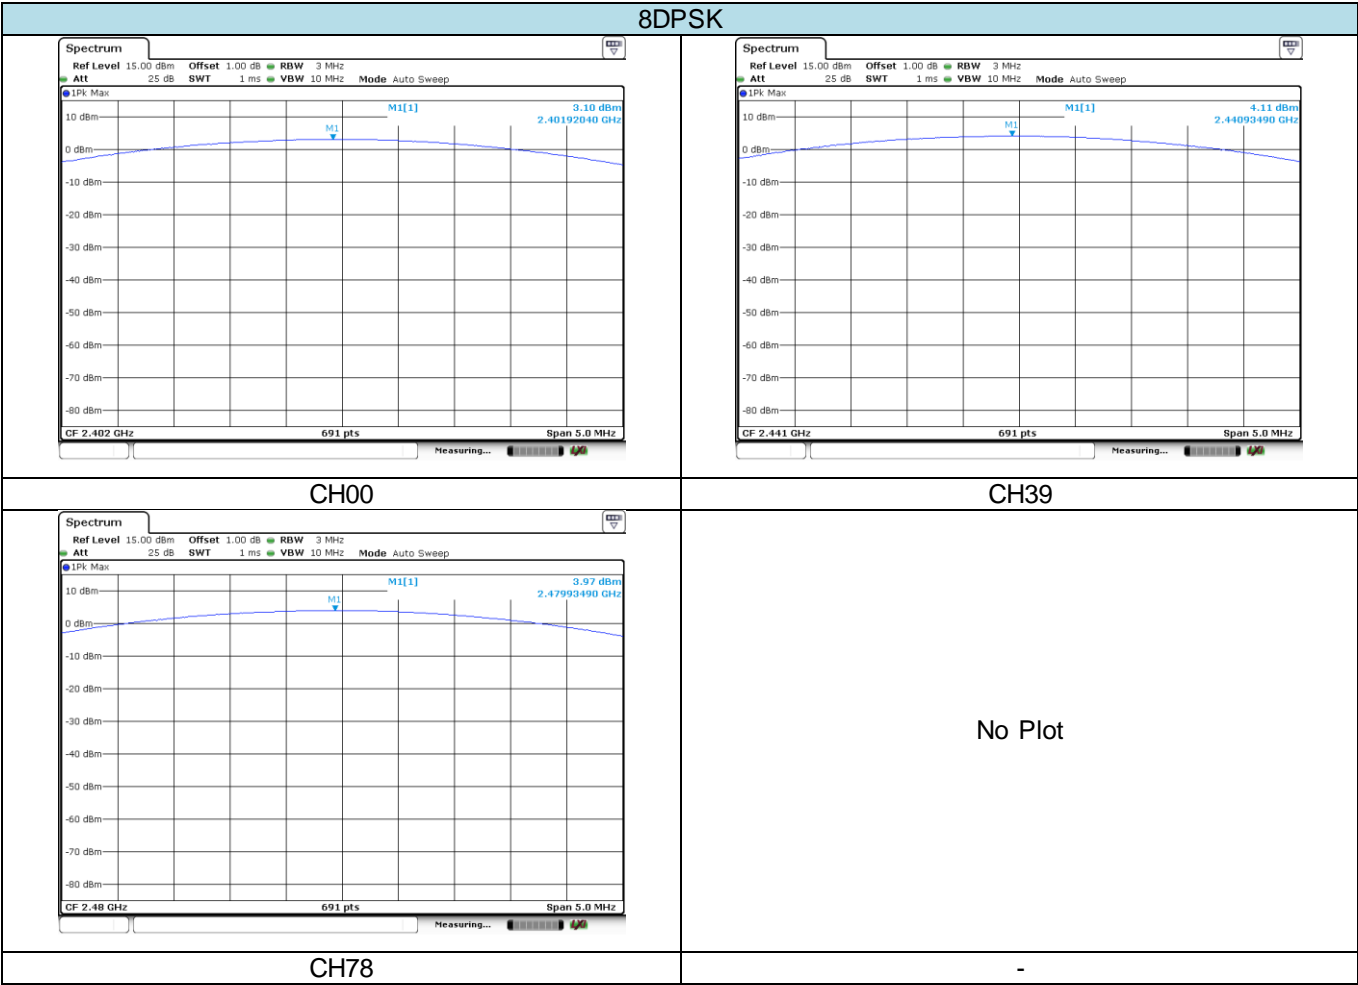 8DPSK
Spectrum
Ref Level 15.00 dBm Offset 1.00 dB RBW 3 MHz
Att 25 dB SWT 1 ms VBW 10 MHz Mode Auto Sweep
1Pk Max
M1[1] 3.10 dBm
2.40192040 GHz
M1
10 dBm
0 dBm
-10 dBm
-20 dBm
-30 dBm
-40 dBm
-50 dBm
-60 dBm
-70 dBm
-80 dBm
CF 2.402 GHz 691 pts Span 5.0 MHz
Measuring...
CH00
Spectrum
Ref Level 15.00 dBm Offset 1.00 dB RBW 3 MHz
Att 25 dB SWT 1 ms VBW 10 MHz Mode Auto Sweep
1Pk Max
M1[1] 4.11 dBm
2.44093490 GHz
M1
10 dBm
0 dBm
-10 dBm
-20 dBm
-30 dBm
-40 dBm
-50 dBm
-60 dBm
-70 dBm
-80 dBm
CF 2.441 GHz 691 pts Span 5.0 MHz
Measuring...
CH39
Spectrum
Ref Level 15.00 dBm Offset 1.00 dB RBW 3 MHz
Att 25 dB SWT 1 ms VBW 10 MHz Mode Auto Sweep
1Pk Max
M1[1] 3.97 dBm
2.47993490 GHz
M1
10 dBm
0 dBm
-10 dBm
-20 dBm
-30 dBm
-40 dBm
-50 dBm
-60 dBm
-70 dBm
-80 dBm
CF 2.48 GHz 691 pts Span 5.0 MHz
Measuring...
CH78
No Plot
-